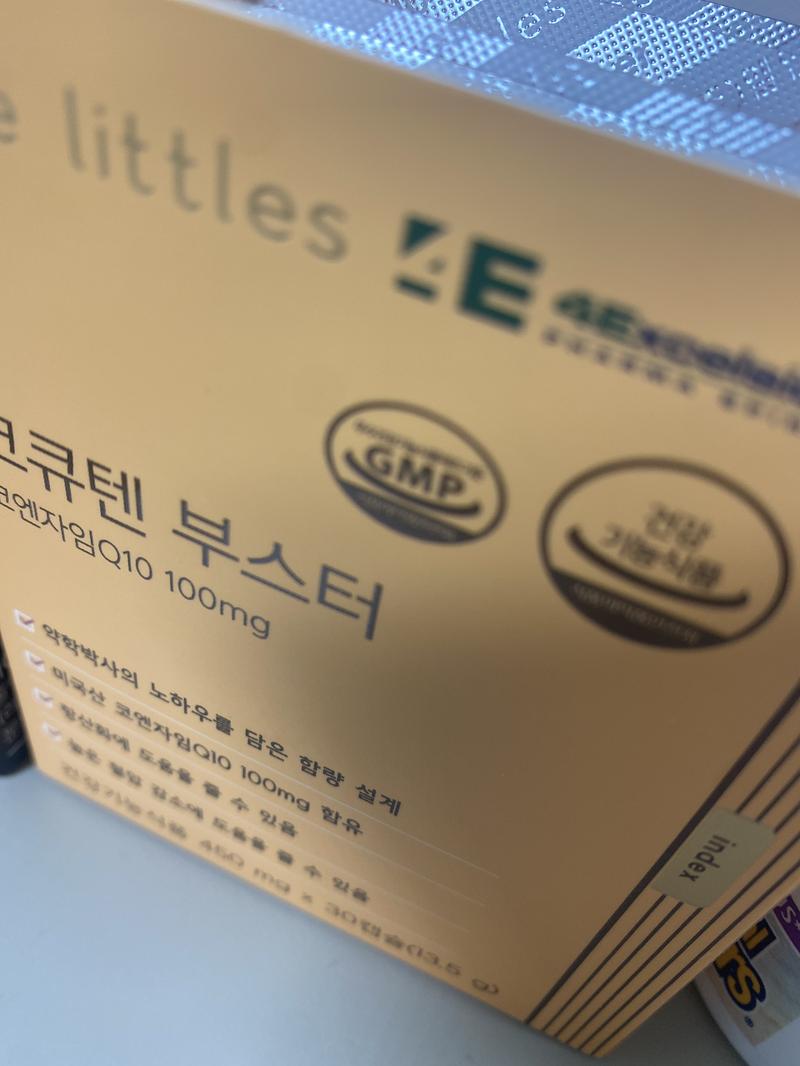 littles
4E 4Excelsi
GMP
건강
기능식품
코큐텐 부스터
코엔자임Q10 100mg
약학박사의 노하우를 담은 함량 설계
미국산 코엔자임Q10 100mg 함유
항산화에 도움을 줄 수 있음
높은 혈압 감소에 도움을 줄 수 있음
건강기능식품 450 mg x 30캡슐(13.5 g)
index